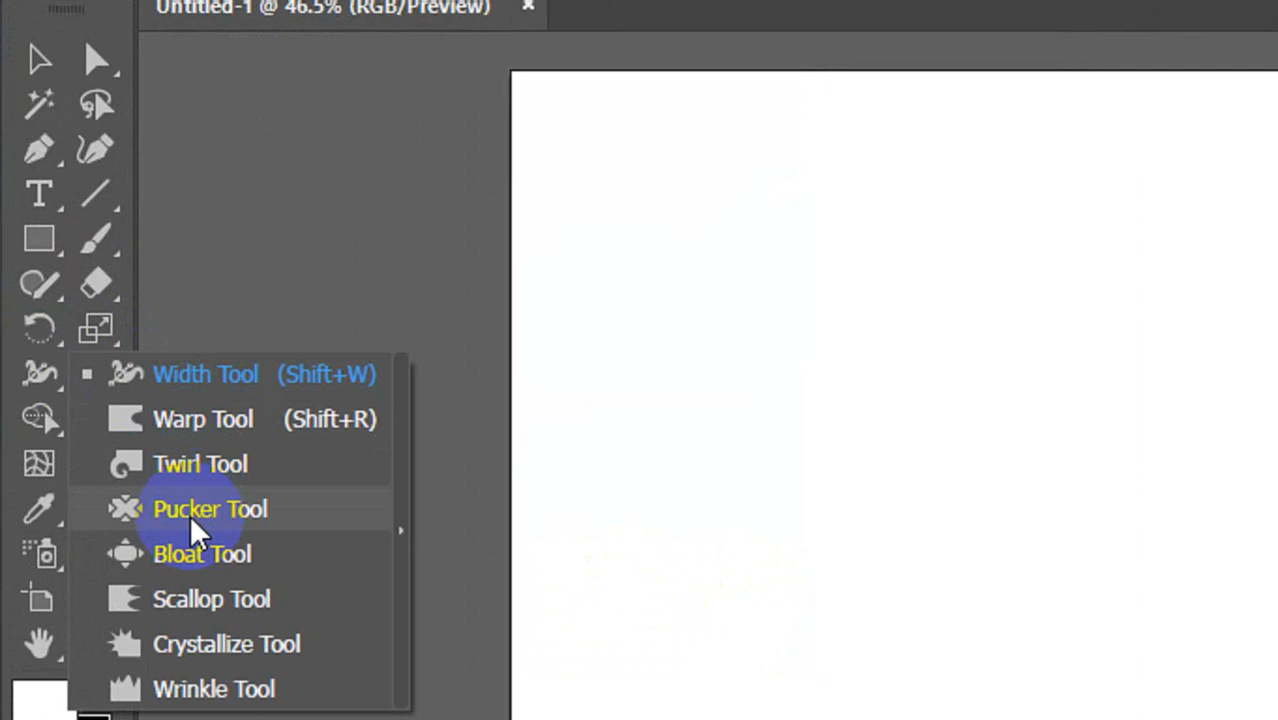 Untitled-1 @ 46.5% (RGB/Preview) ×
T
Width Tool (Shift+W)
Warp Tool (Shift+R)
Twirl Tool
Pucker Tool
Bloat Tool
Scallop Tool
Crystallize Tool
Wrinkle Tool